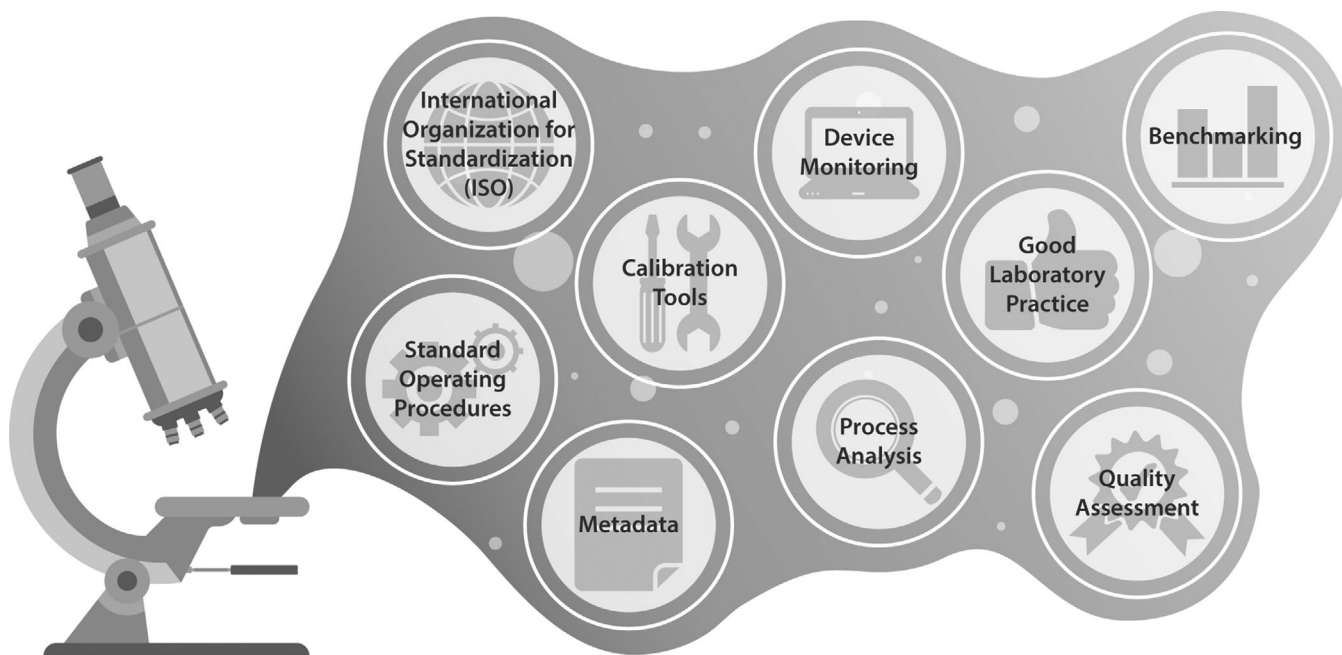 International
Organization for
Standardization
(ISO)
Device
Monitoring
Benchmarking
Calibration
Tools
Good
Laboratory
Practice
Standard
Operating
Procedures
Process
Analysis
Metadata
Quality
Assessment